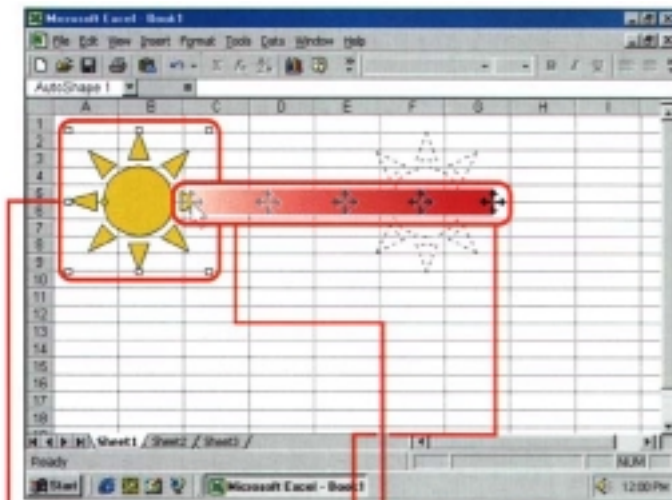 Microsoft Excel - Book1
File Edit View Insert Format Tools Data Window Help
B I U
AutoShape 1 =
A B C D E F G H I
1
2
3
4
5
6
7
8
9
10
11
12
13
14
15
16
17
18
Sheet1 / Sheet2 / Sheet3 /
Ready NUM
Start Microsoft Excel - Book1 12:00 PM